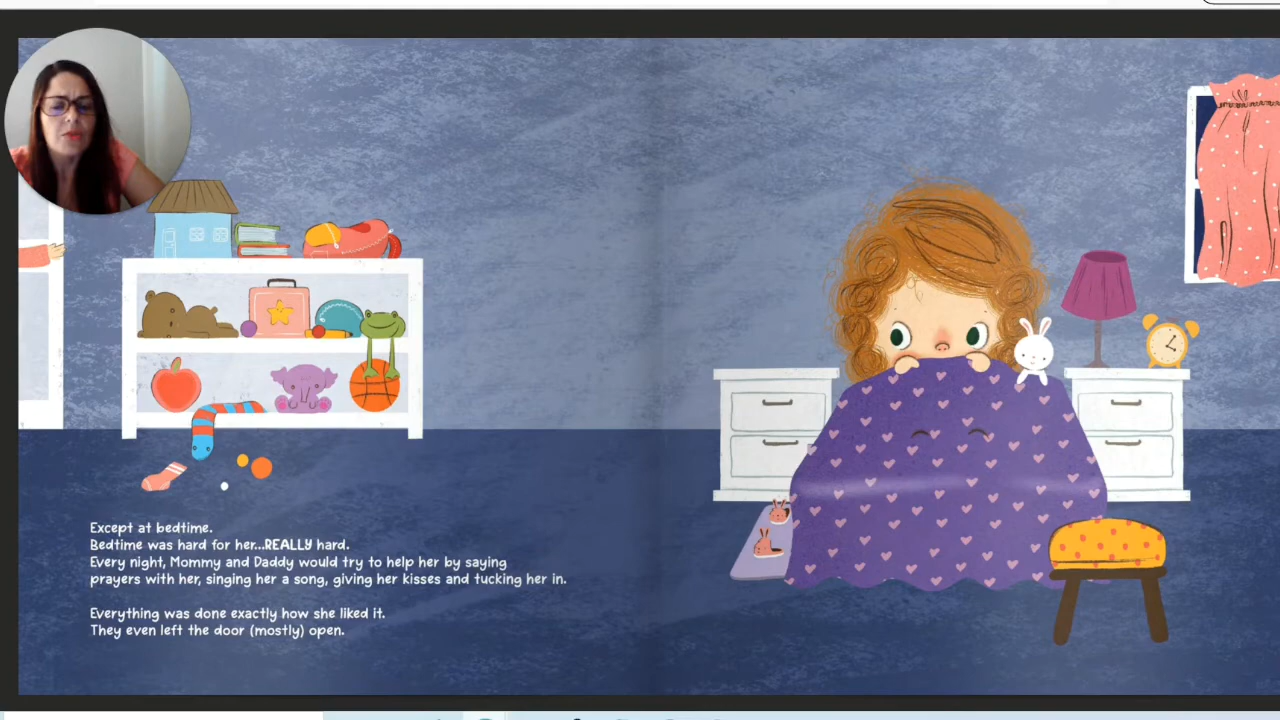 Except at bedtime.
Bedtime was hard for her...REALLY hard.
Every night, Mommy and Daddy would try to help her by saying
prayers with her, singing her a song, giving her kisses and tucking her in.
Everything was done exactly how she liked it.
They even left the door (mostly) open.